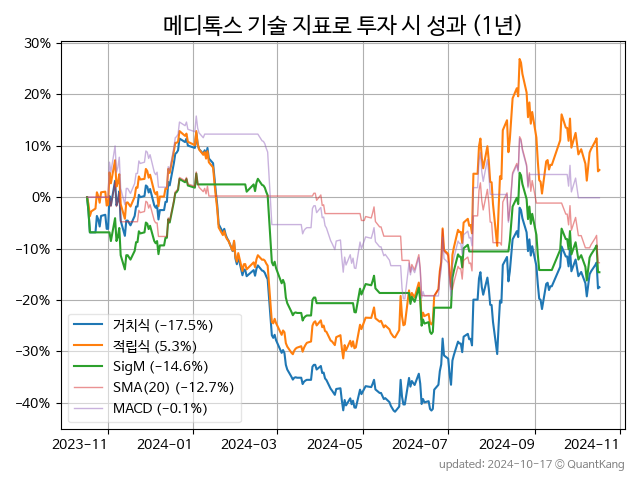 메디톡스 기술 지표로 투자 시 성과 (1년)
30%
20%
10%
0%
−10%
−20%
−30%
−40%
거치식 (−17.5%)
적립식 (5.3%)
SigM (−14.6%)
SMA(20) (−12.7%)
MACD (−0.1%)
2023-11 2024-01 2024-03 2024-05 2024-07 2024-09 2024-11
updated: 2024-10-17 © QuantKang